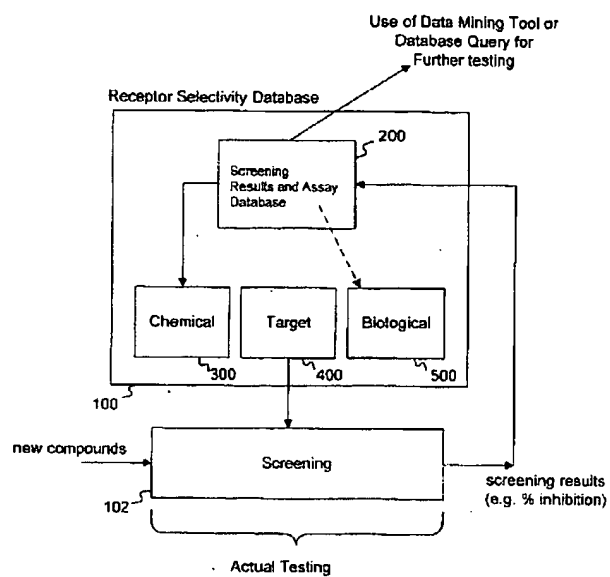 Use of Data Mining Tool or
Database Query for
Further testing
Receptor Selectivity Database
200
Screening
Results and Assay
Database
Chemical
Target
Biological
300
400
500
100
new compounds
Screening
screening results
(e.g. % inhibition)
102
Actual Testing